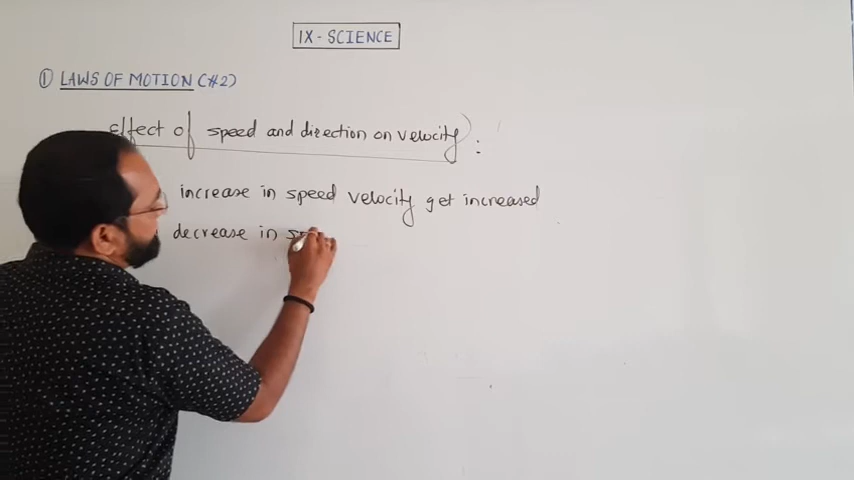 IX - SCIENCE
① LAWS OF MOTION (#2)
Effect of speed and direction on velocity :
increase in speed velocity get increased
decrease in